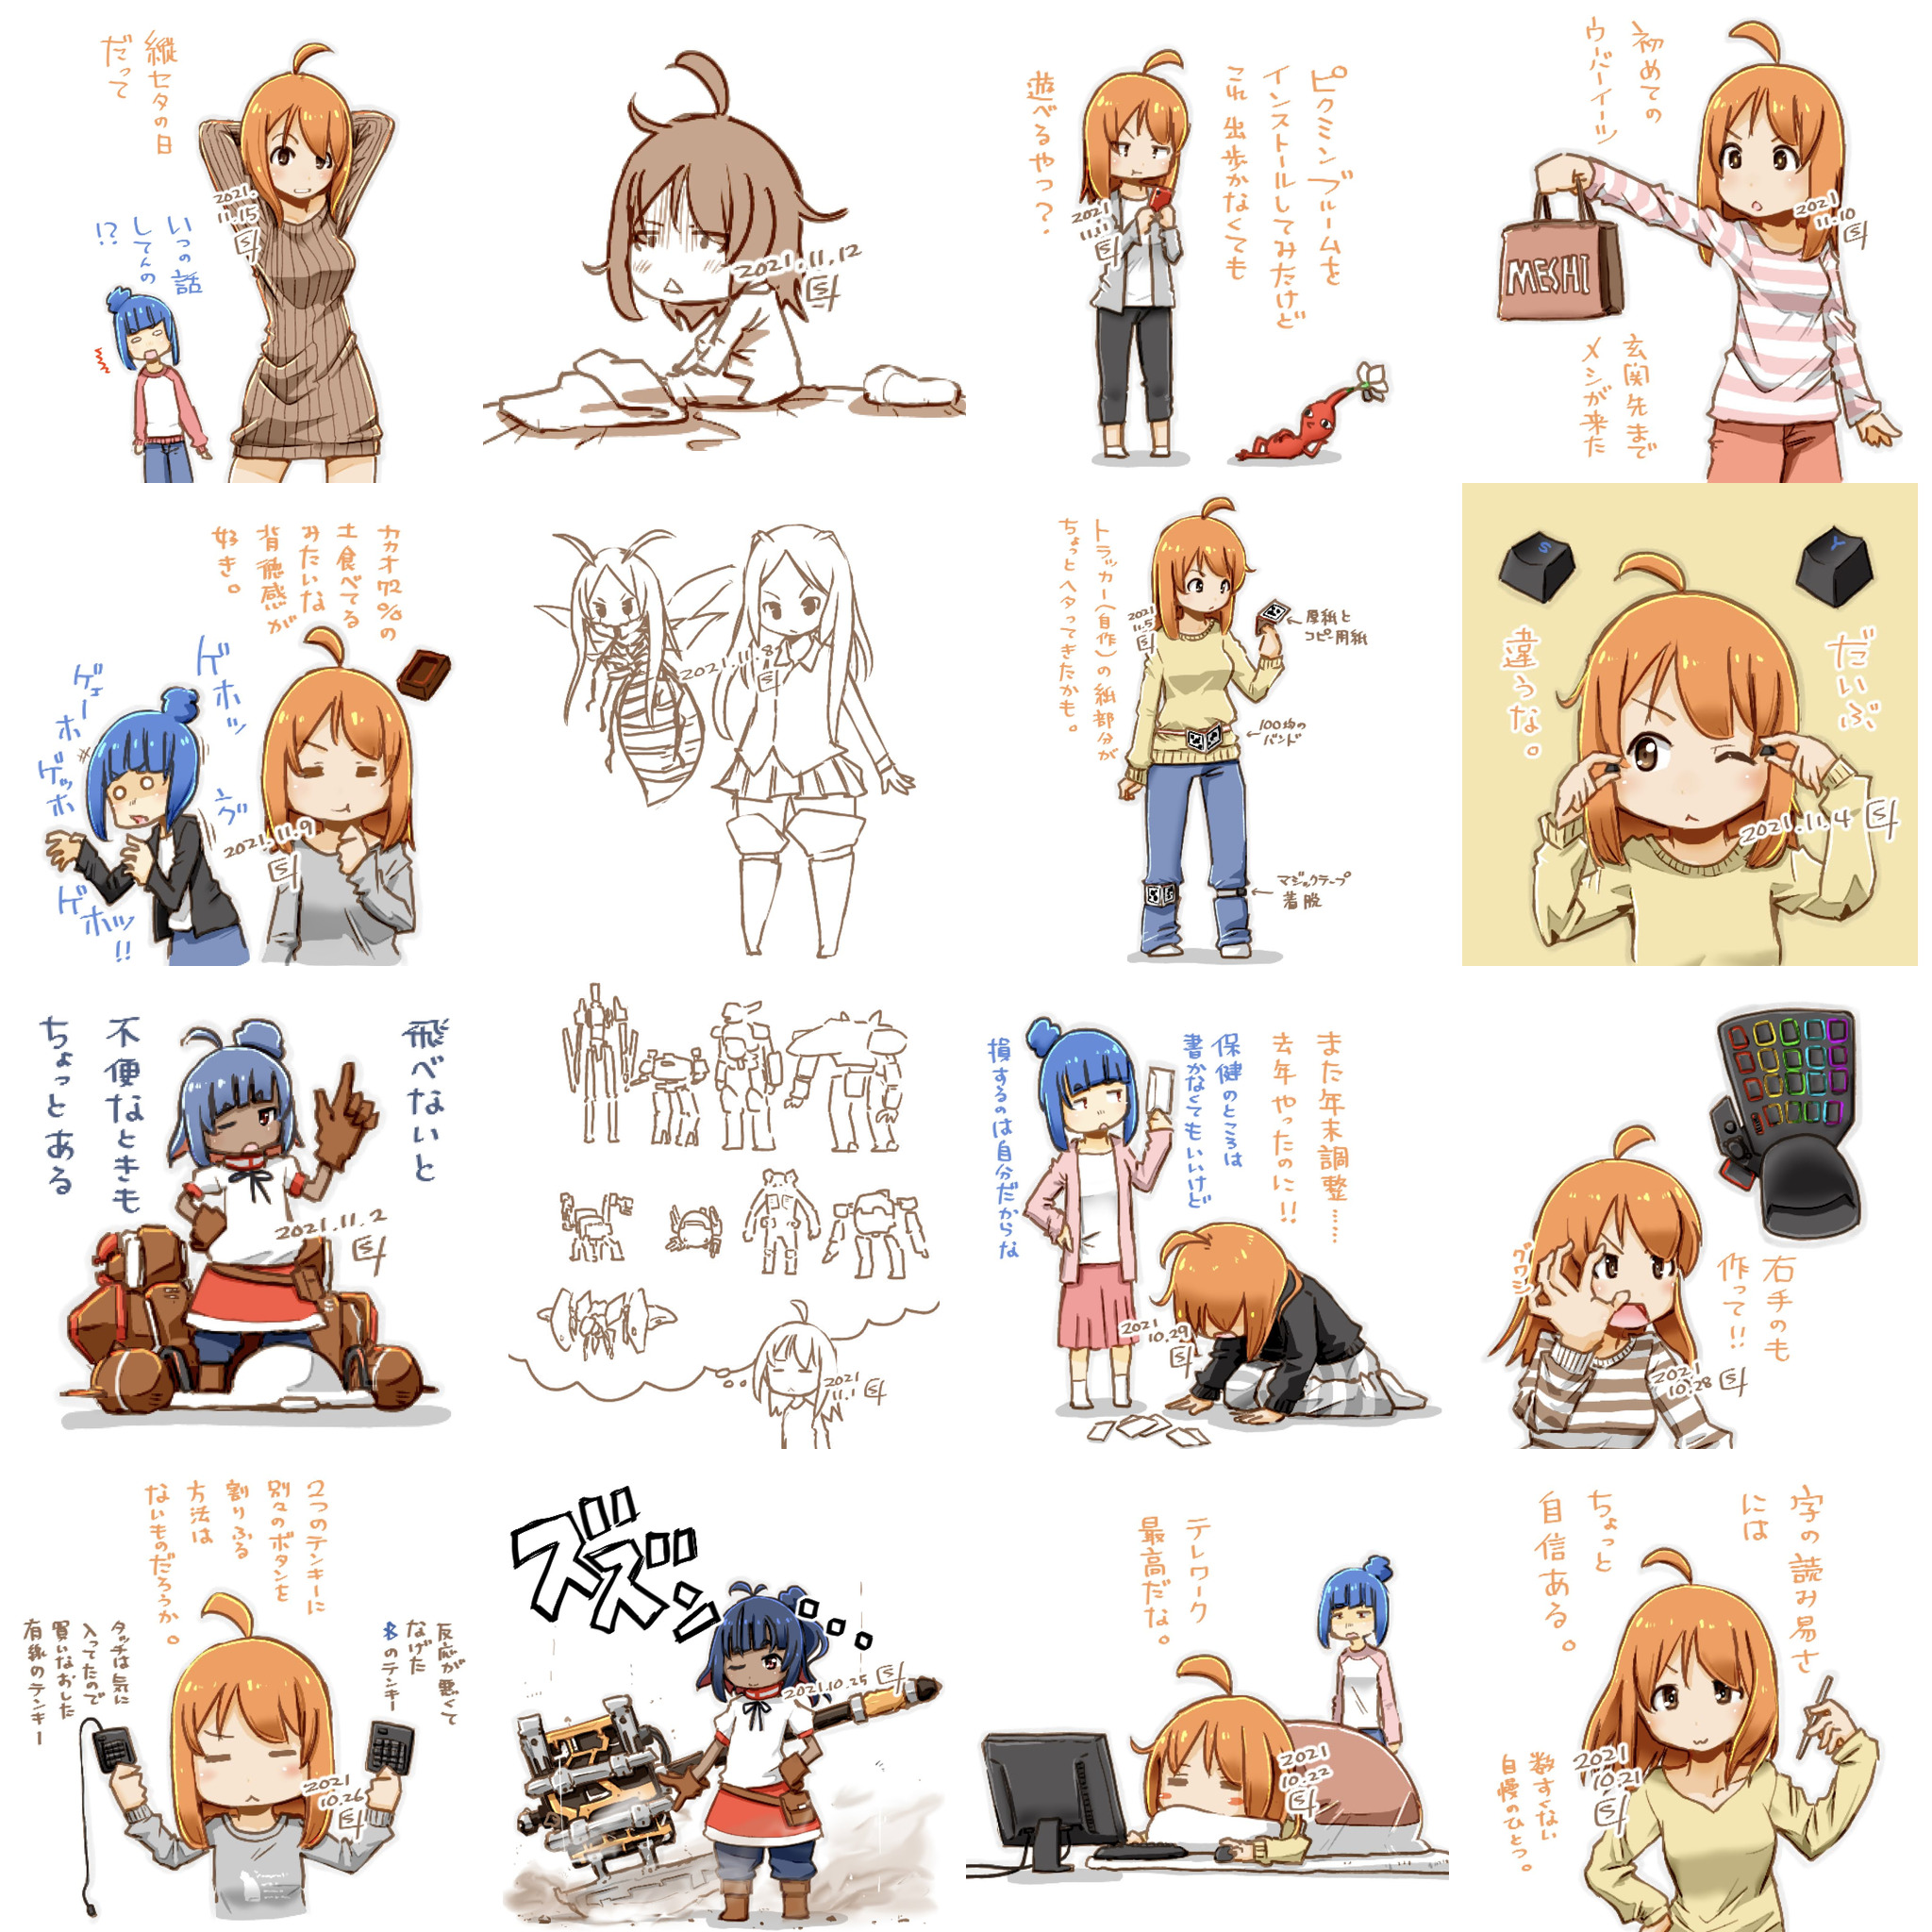 縦セタの日
だって
いつの話
してんの
!?
2021.
11.15
2021.11.12
ピクミンブルームを
インストールしてみたけど
これ出歩かなくても
遊べるやつ?
2021
11.11
初めての
ウーバーイーツ
MESHI
玄関先まで
メシが来た
2021
11.10
カカオ72%の
土食べてる
みたいな
背徳感が
好き。
ゲホッ
ゲェーホ
ゲッホ
ヴ
ゲホッ!!
2021.11.9
2021.11.8
トラッカー(自作)の紙部分が
ちょっとヘタってきたかも。
2021
11.5
厚紙と
コピー用紙
100均の
バンド
マジックテープ
着脱
S
Y
だいぶ
違うな。
2021.11.4
飛べないと
不便なときも
ちょっとある
2021.11.2
2021
11.1
また年末調整……
去年やったのに!!
保健のところは
書かなくてもいいけど
損するのは自分だからな
2021
10.29
右手のも
作って!!
グワシ
2021
10.28
2つのテンキーに
別々のボタンを
割りふる
方法は
ないものだろうか。
反応が悪くて
なげた
のテンキー
タッチは気に
入ってたので
買いなおした
有線のテンキー
2021
10.26
ズズズン
2021.10.25
テレワーク
最高だな。
2021
10.22
字の読み易さ
には
ちょっと
自信ある。
数すくない
自慢のひとつ。
2021
10.21